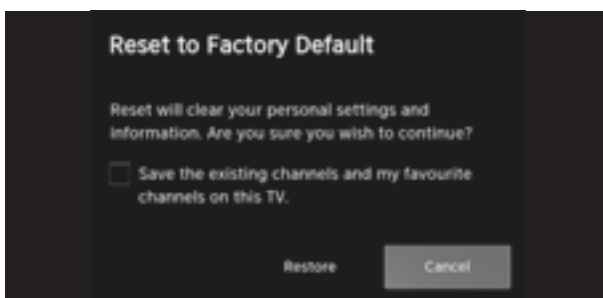 Reset to Factory Default
Reset will clear your personal settings and
information. Are you sure you wish to continue?
Save the existing channels and my favourite
channels on this TV.
Restore
Cancel